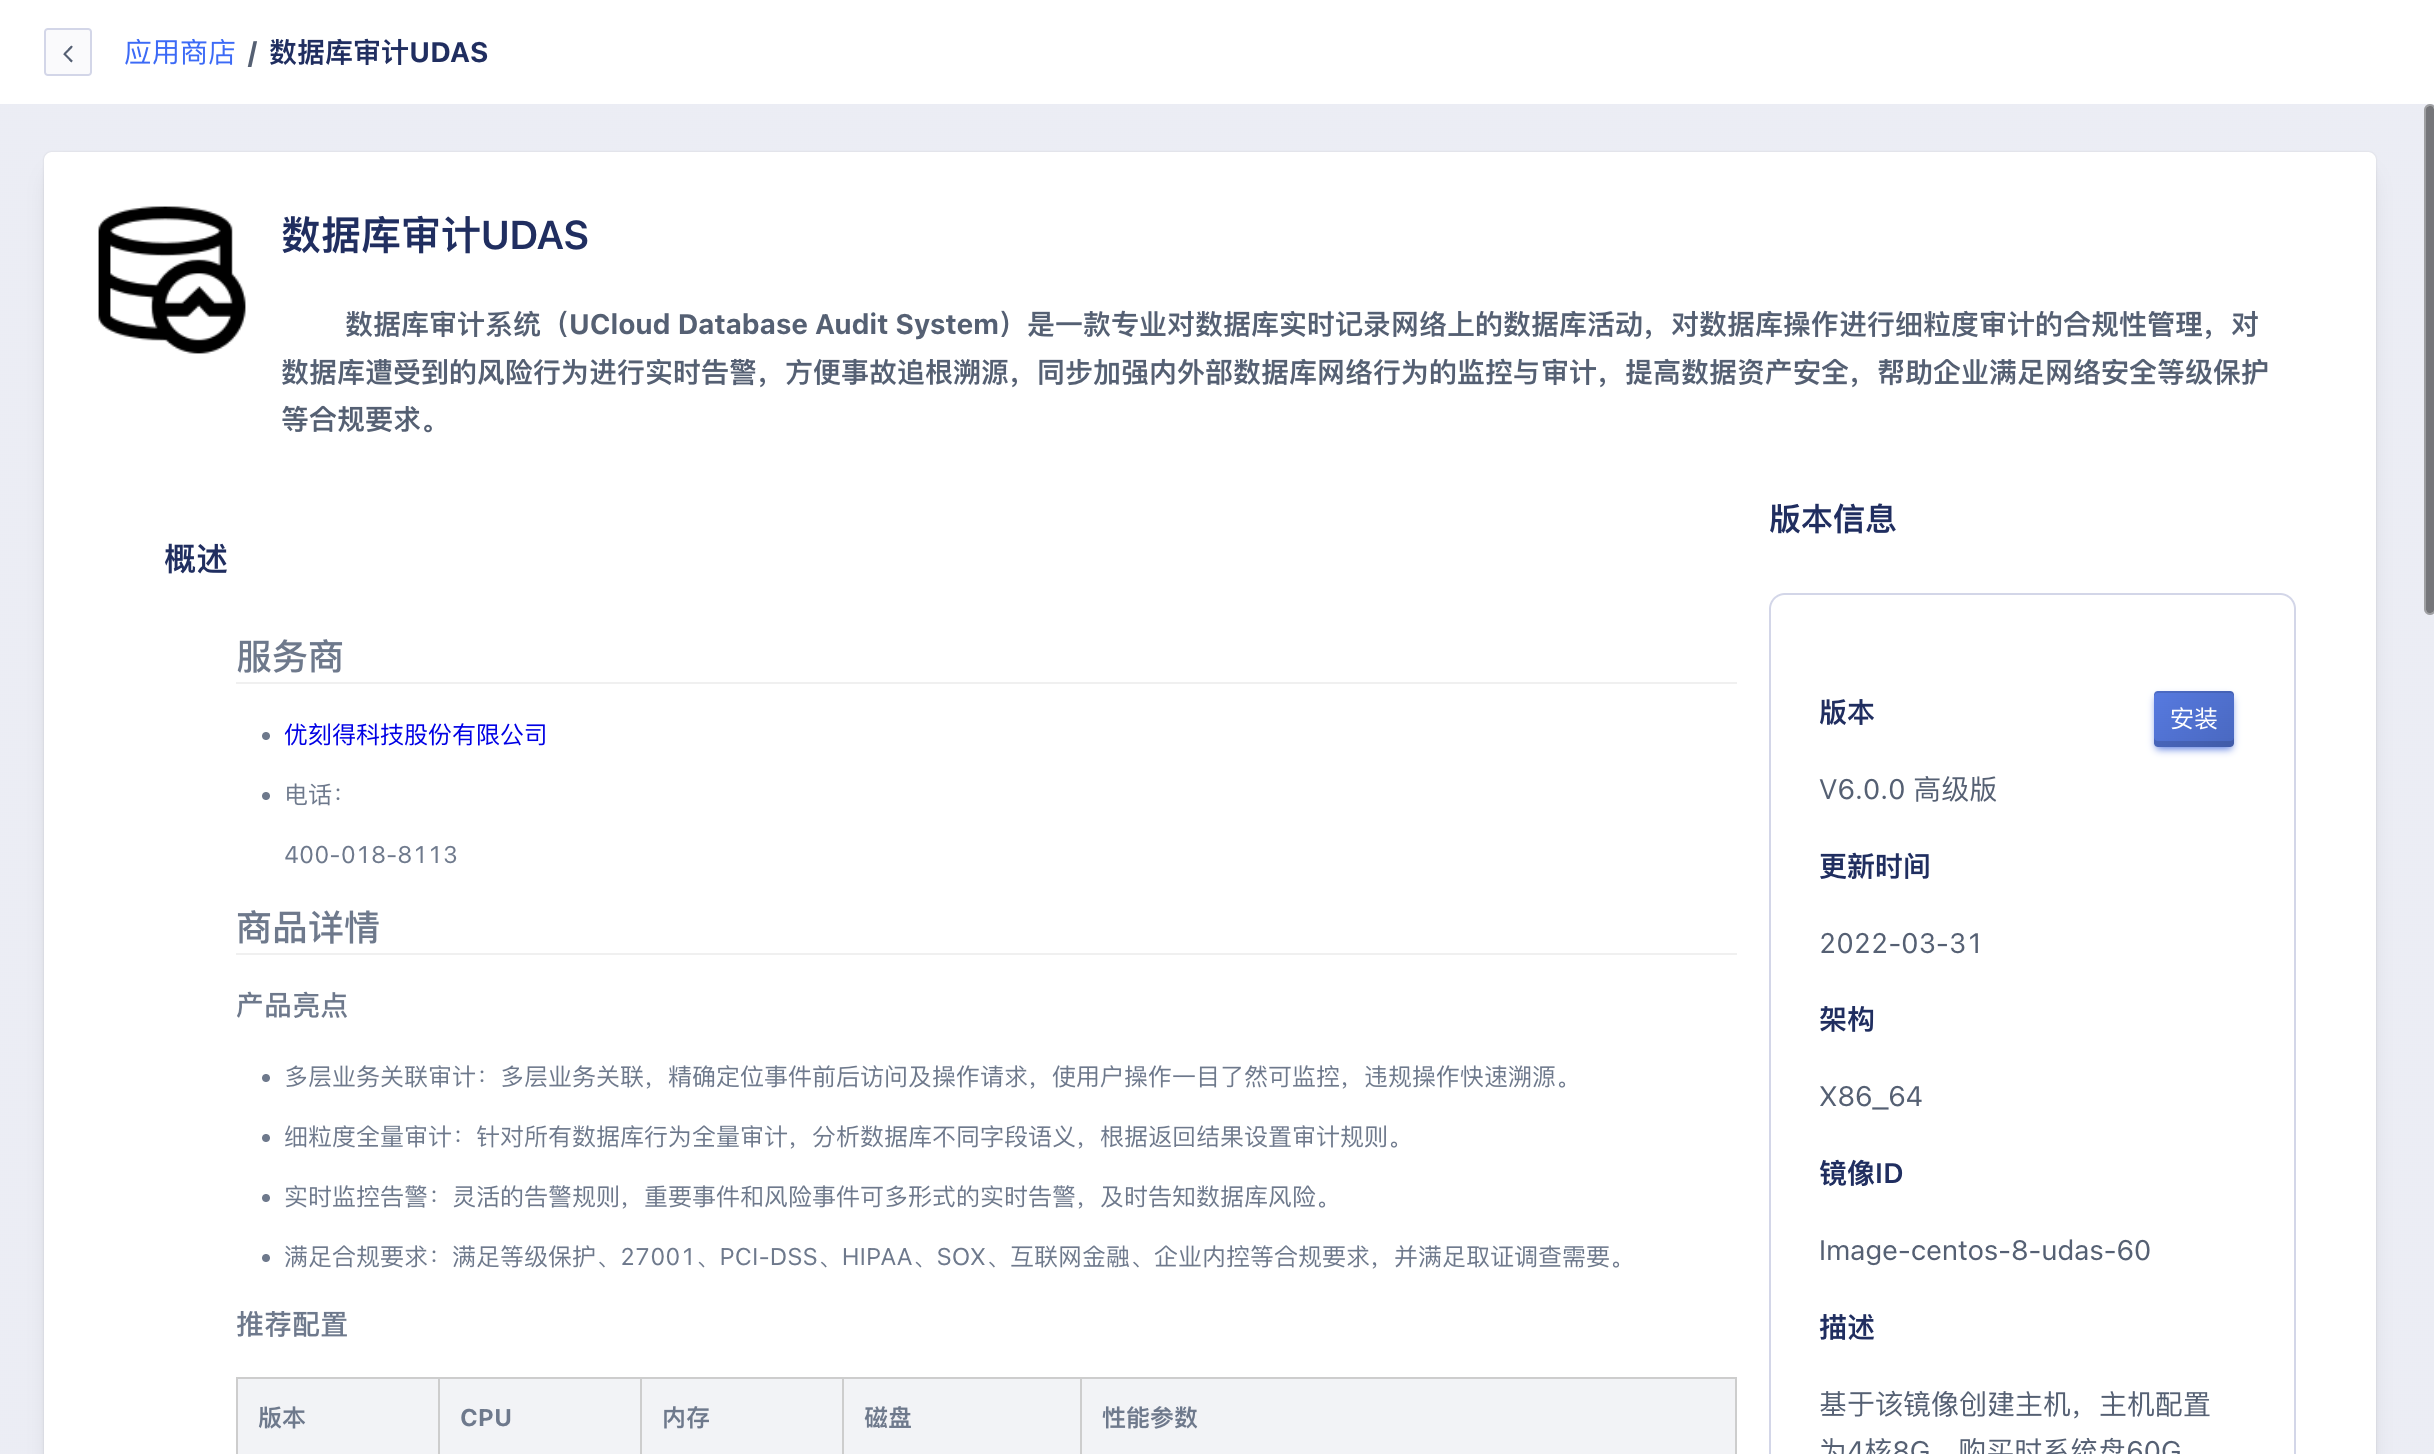 应用商店 / 数据库审计UDAS
数据库审计UDAS
数据库审计系统（UCloud Database Audit System）是一款专业对数据库实时记录网络上的数据库活动，对数据库操作进行细粒度审计的合规性管理，对
数据库遭受到的风险行为进行实时告警，方便事故追根溯源，同步加强内外部数据库网络行为的监控与审计，提高数据资产安全，帮助企业满足网络安全等级保护
等合规要求。
概述
服务商
优刻得科技股份有限公司
电话：
400-018-8113
商品详情
产品亮点
多层业务关联审计：多层业务关联，精确定位事件前后访问及操作请求，使用户操作一目了然可监控，违规操作快速溯源。
细粒度全量审计：针对所有数据库行为全量审计，分析数据库不同字段语义，根据返回结果设置审计规则。
实时监控告警：灵活的告警规则，重要事件和风险事件可多形式的实时告警，及时告知数据库风险。
满足合规要求：满足等级保护、27001、PCI-DSS、HIPAA、SOX、互联网金融、企业内控等合规要求，并满足取证调查需要。
推荐配置
版本 CPU 内存 磁盘 性能参数
版本信息
版本
安装
V6.0.0 高级版
更新时间
2022-03-31
架构
X86_64
镜像ID
Image-centos-8-udas-60
描述
基于该镜像创建主机，主机配置
为4核8G，购买时系统盘60G